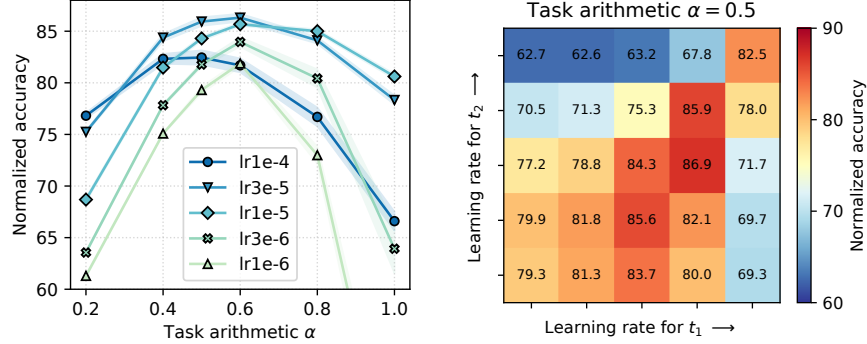 85
80
75
70
65
60
0.2 0.4 0.6 0.8 1.0
Normalized accuracy
Task arithmetic α
lr1e-4
lr3e-5
lr1e-5
lr3e-6
lr1e-6
Task arithmetic α = 0.5
62.7 62.6 63.2 67.8 82.5
70.5 71.3 75.3 85.9 78.0
77.2 78.8 84.3 86.9 71.7
79.9 81.8 85.6 82.1 69.7
79.3 81.3 83.7 80.0 69.3
Learning rate for t₂ →
Learning rate for t₁ →
90
80
70
60
Normalized accuracy